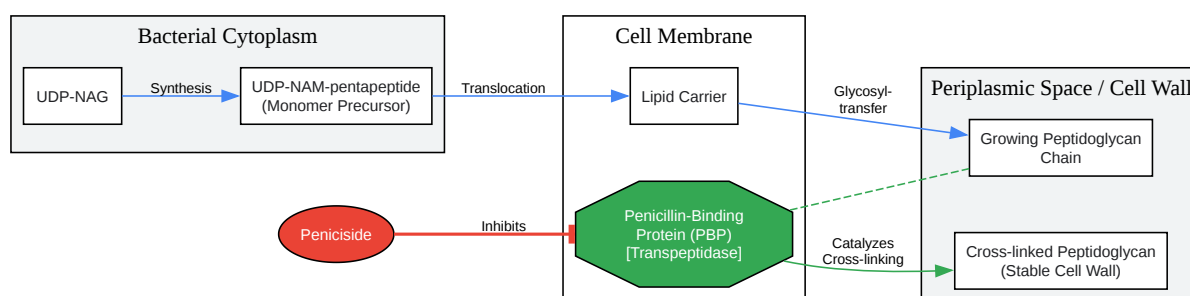 Bacterial Cytoplasm
UDP-NAG
Synthesis
UDP-NAM-pentapeptide
(Monomer Precursor)
Translocation
Cell Membrane
Lipid Carrier
Glycosyl-
transfer
Periplasmic Space / Cell Wall
Growing Peptidoglycan
Chain
Peniciside
Inhibits
Penicillin-Binding
Protein (PBP)
[Transpeptidase]
Catalyzes
Cross-linking
Cross-linked Peptidoglycan
(Stable Cell Wall)